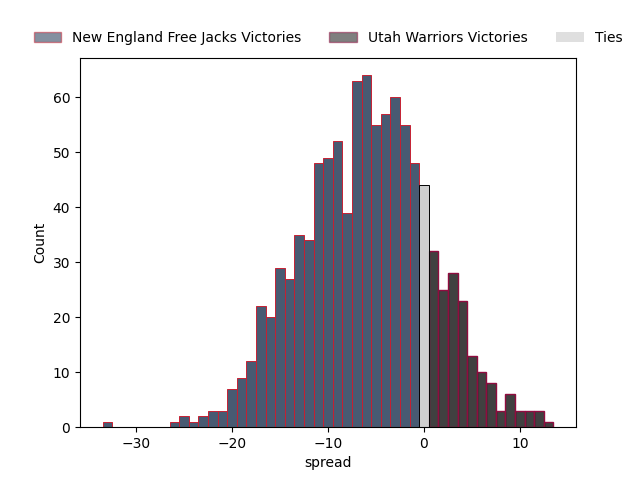 New England Free Jacks Victories Utah Warriors Victories Ties
60
50
40
30
20
10
0
Count
−30 −20 −10 0 10
spread